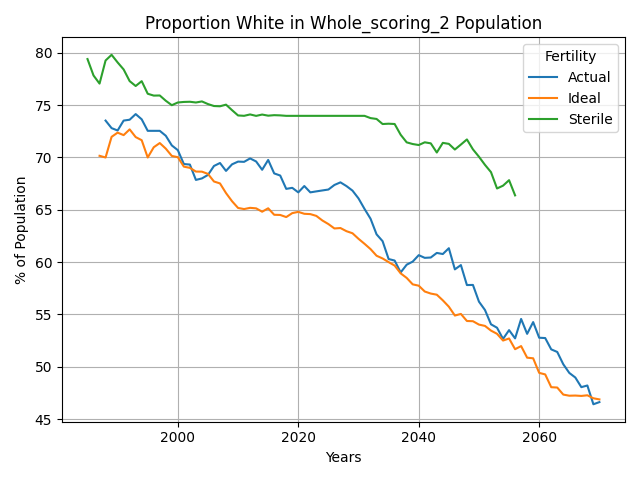 Proportion White in Whole_scoring_2 Population
Fertility
Actual
Ideal
Sterile
% of Population
80
75
70
65
60
55
50
45
2000
2020
2040
2060
Years